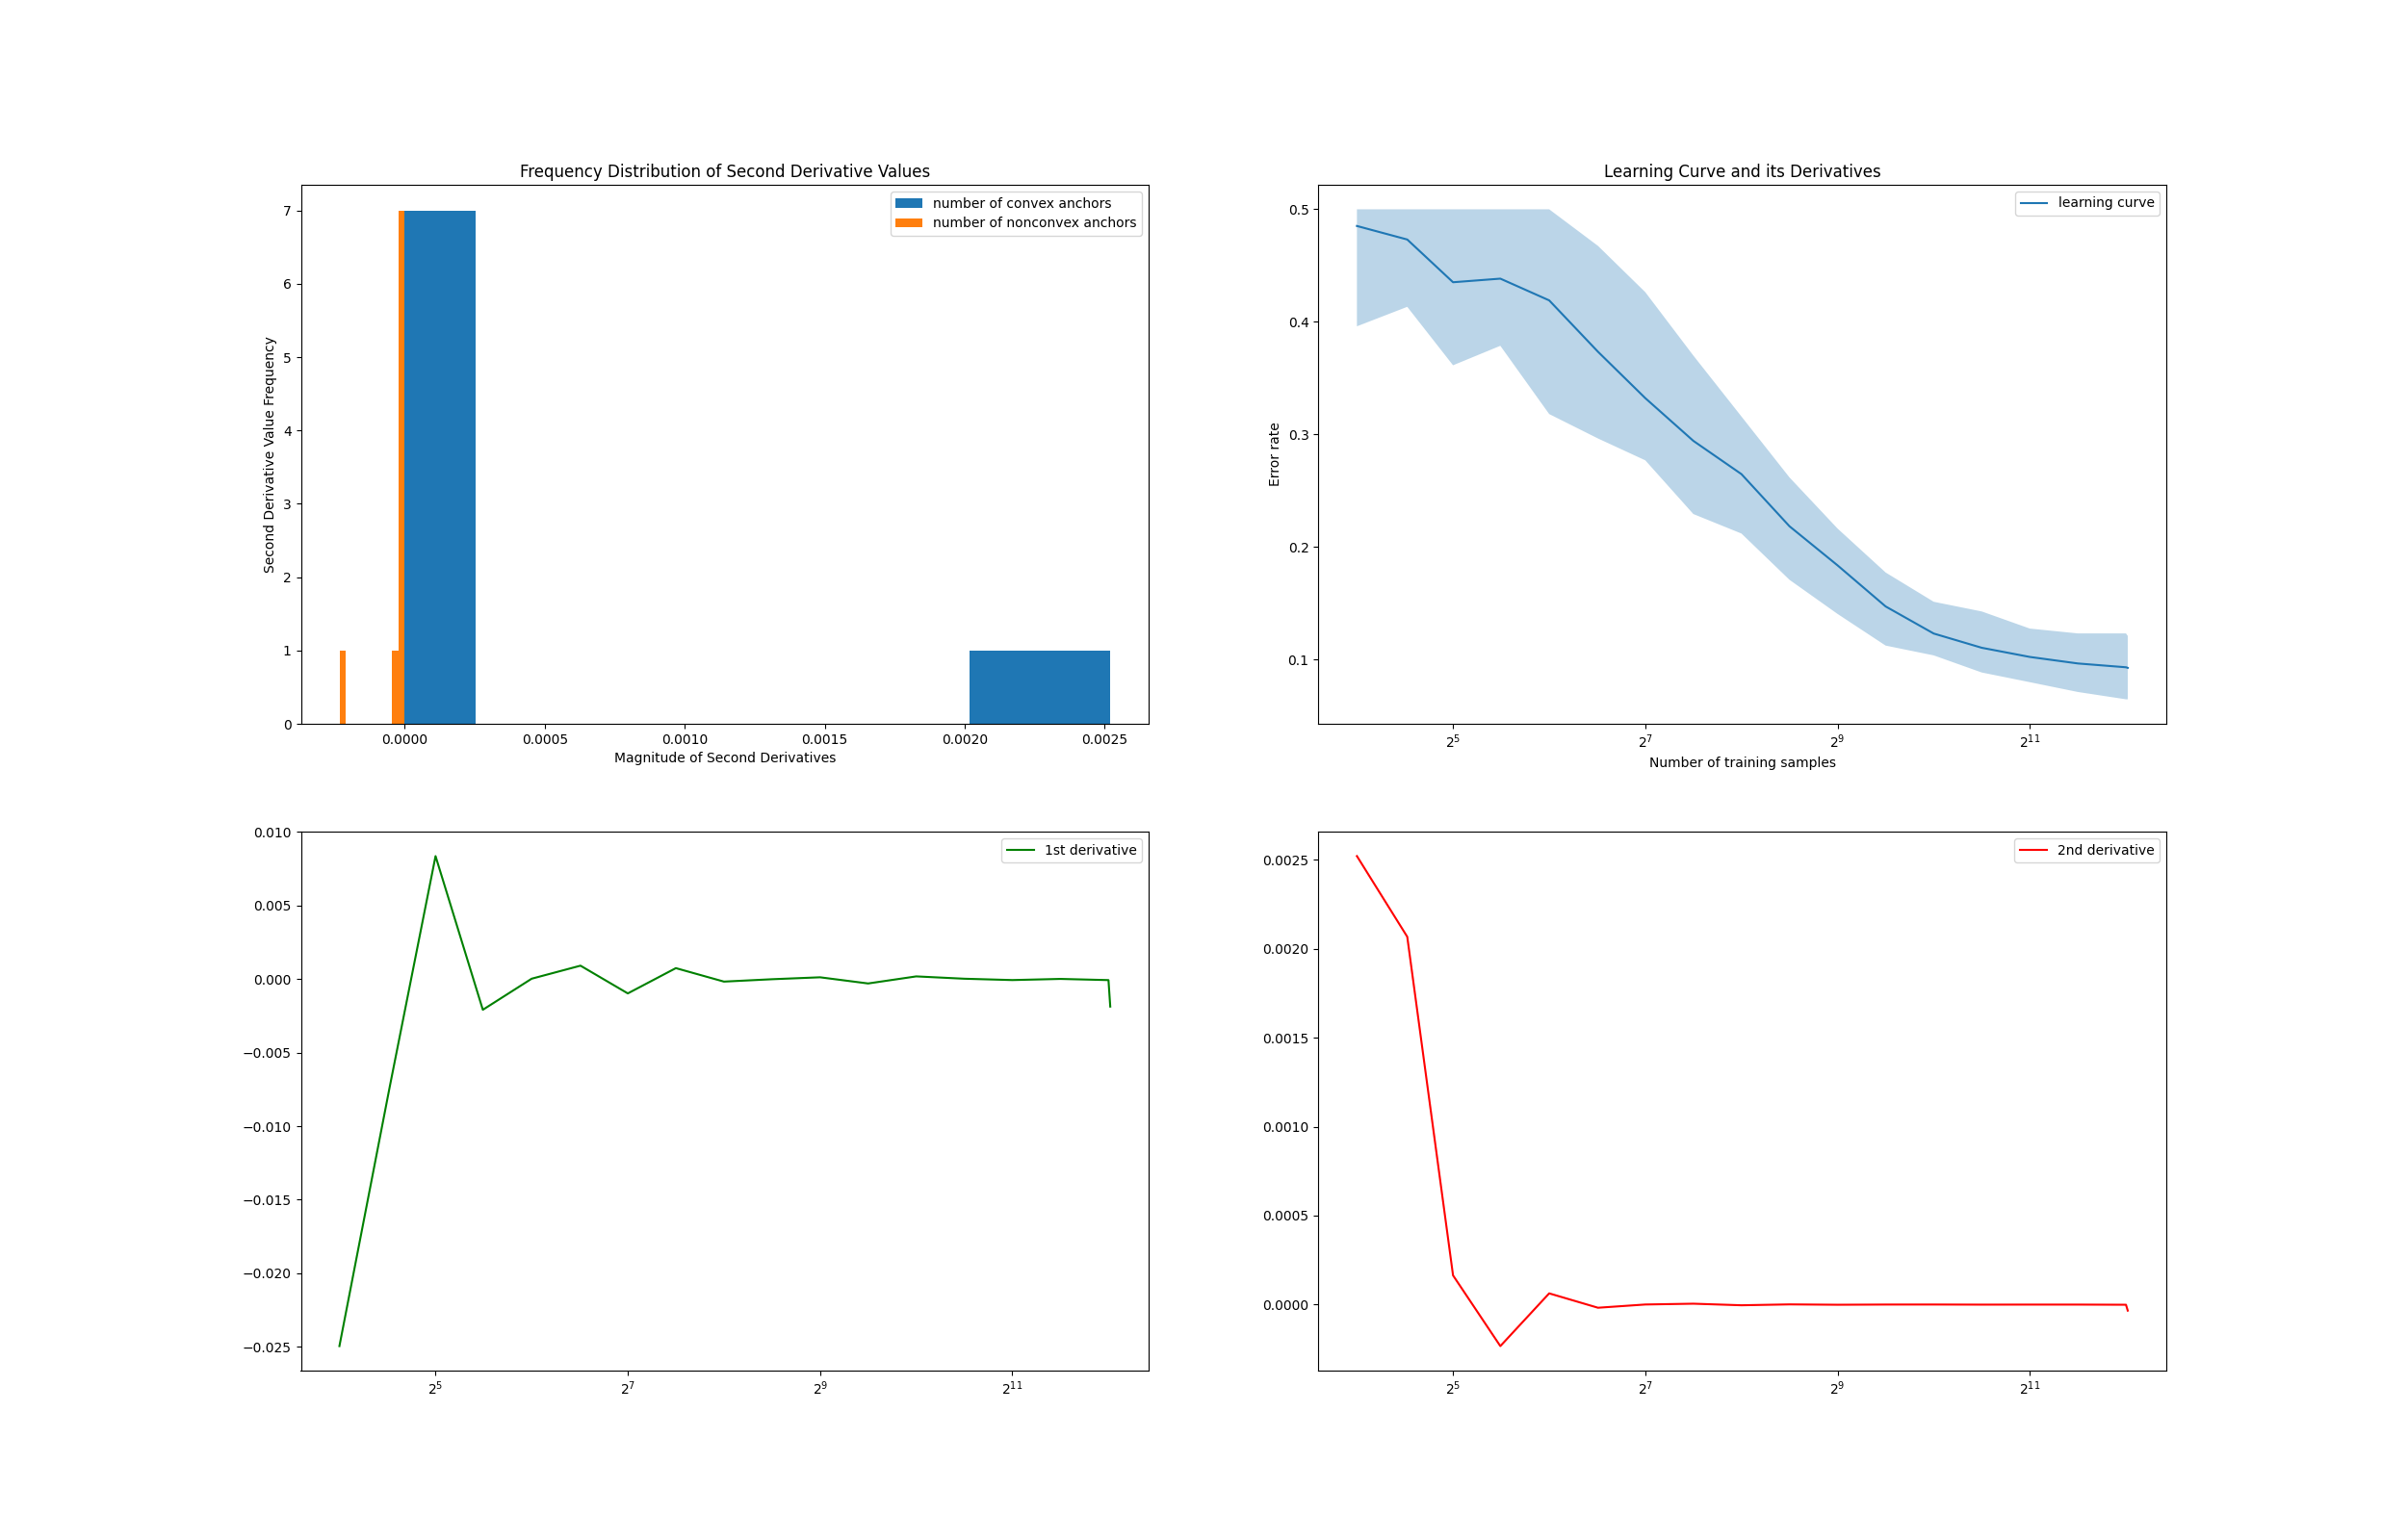 Frequency Distribution of Second Derivative Values
number of convex anchors
number of nonconvex anchors
7
6
5
4
3
2
1
0
Second Derivative Value Frequency
0.0000 0.0005 0.0010 0.0015 0.0020 0.0025
Magnitude of Second Derivatives
Learning Curve and its Derivatives
learning curve
0.5
0.4
0.3
0.2
0.1
Error rate
2^5 2^7 2^9 2^11
Number of training samples
1st derivative
0.010
0.005
0.000
−0.005
−0.010
−0.015
−0.020
−0.025
2^5 2^7 2^9 2^11
2nd derivative
0.0025
0.0020
0.0015
0.0010
0.0005
0.0000
2^5 2^7 2^9 2^11